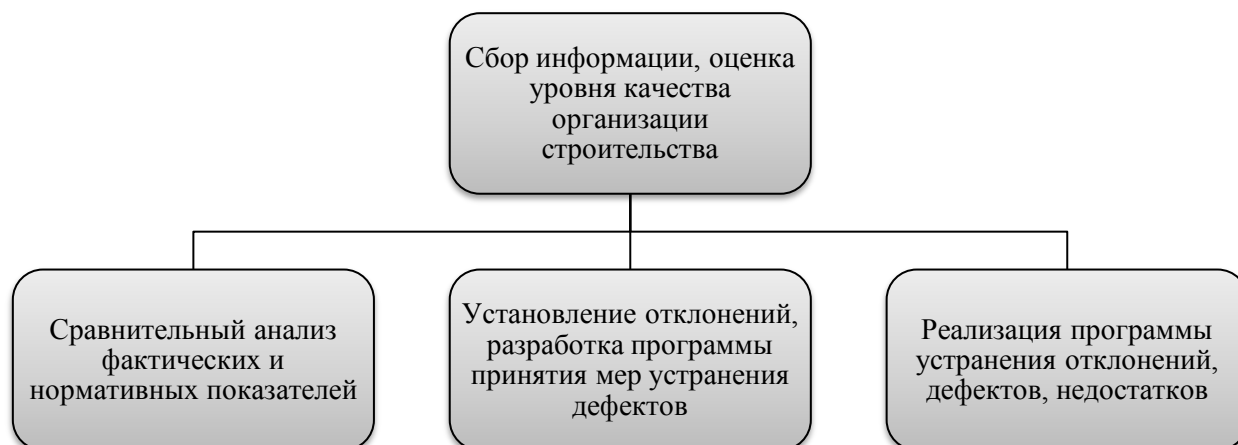 Сбор информации, оценка
уровня качества
организации
строительства
Сравнительный анализ
фактических и
нормативных показателей
Установление отклонений,
разработка программы
принятия мер устранения
дефектов
Реализация программы
устранения отклонений,
дефектов, недостатков